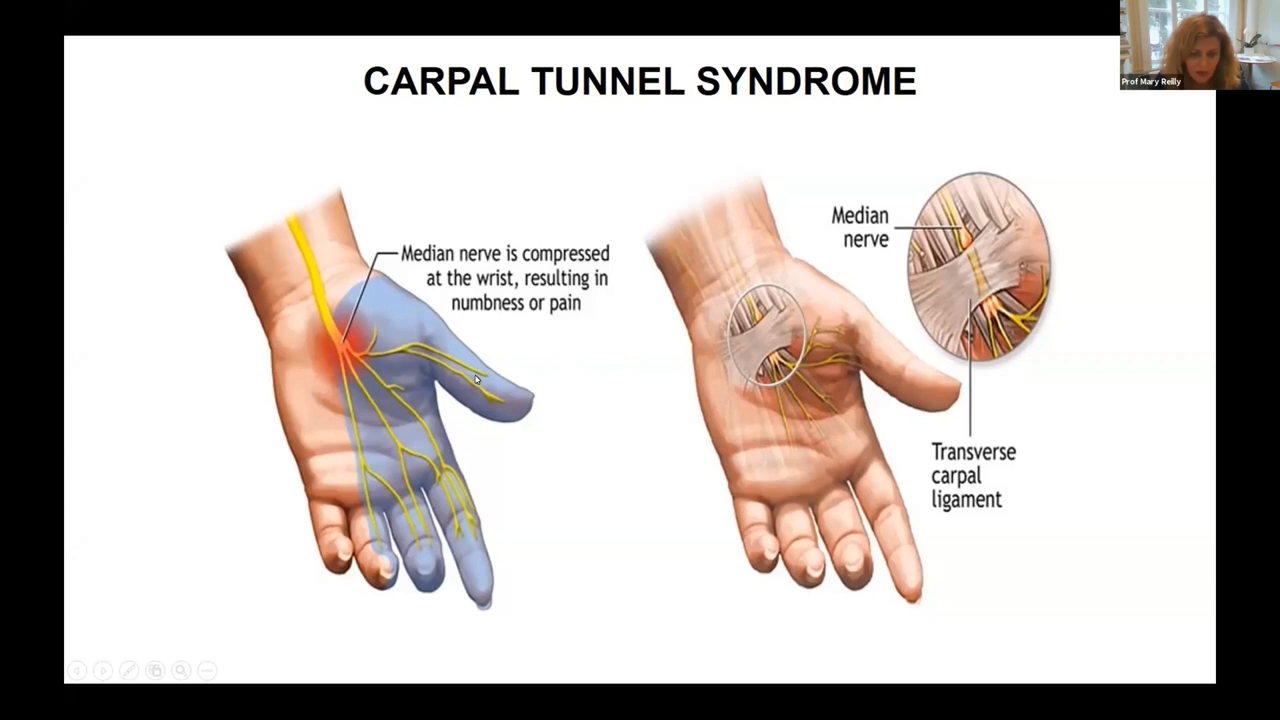 CARPAL TUNNEL SYNDROME
Prof Mary Reilly
Median nerve is compressed
at the wrist, resulting in
numbness or pain
Median
nerve
Transverse
carpal
ligament